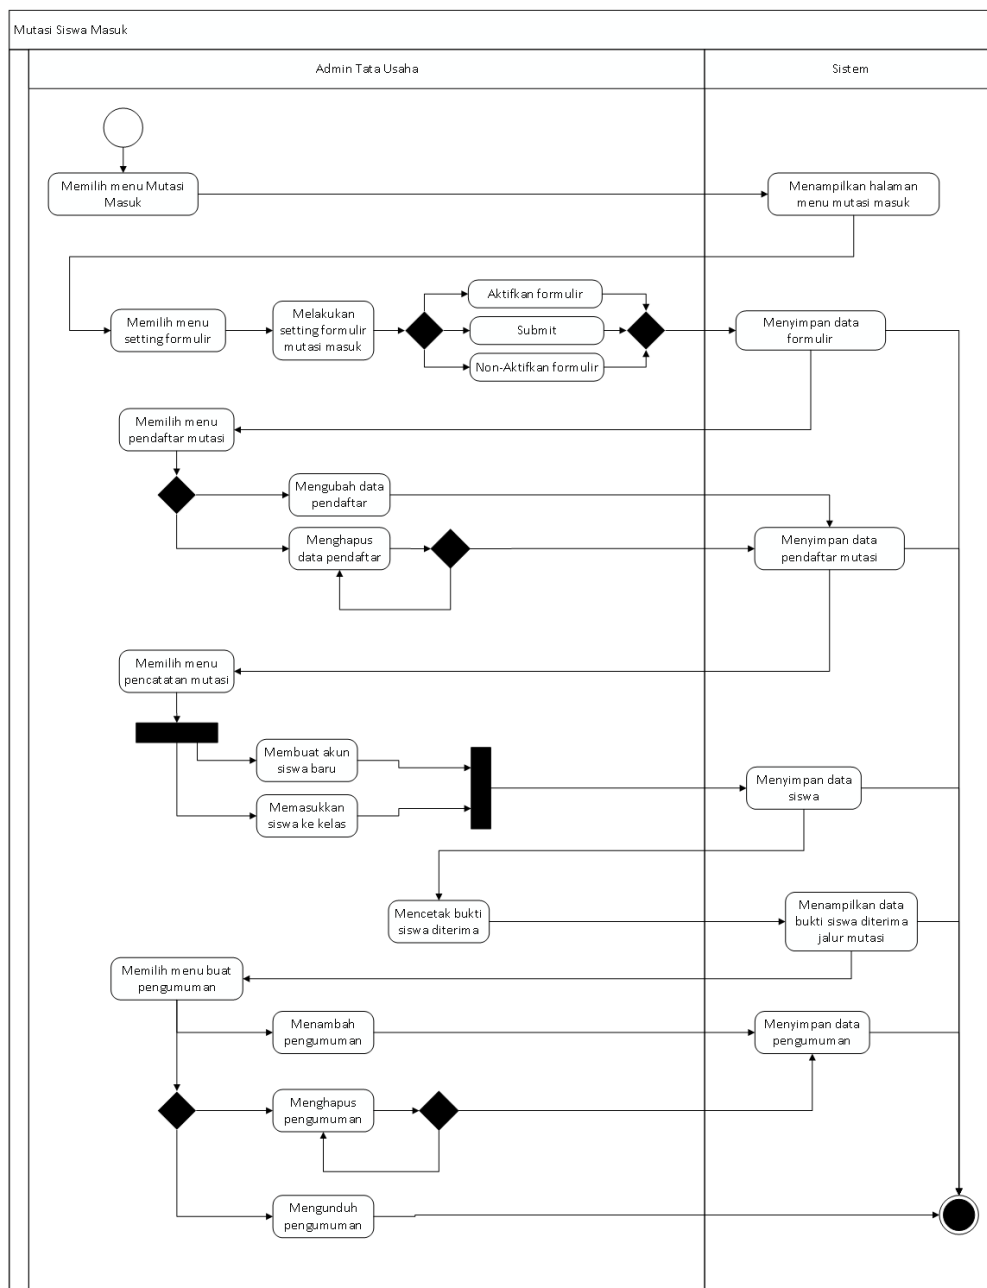 Mutasi Siswa Masuk
Admin Tata Usaha
Sistem
Memilih menu Mutasi
Masuk
Menampilkan halaman
menu mutasi masuk
Memilih menu
setting formulir
Melakukan
setting formulir
mutasi masuk
Aktifkan formulir
Submit
Non-Aktifkan formulir
Menyimpan data
formulir
Memilih menu
pendaftar mutasi
Mengubah data
pendaftar
Menghapus
data pendaftar
Menyimpan data
pendaftar mutasi
Memilih menu
pencatatan mutasi
Membuat akun
siswa baru
Memasukkan
siswa ke kelas
Menyimpan data
siswa
Mencetak bukti
siswa diterima
Menampilkan data
bukti siswa diterima
jalur mutasi
Memilih menu buat
pengumuman
Menambah
pengumuman
Menyimpan data
pengumuman
Menghapus
pengumuman
Mengunduh
pengumuman